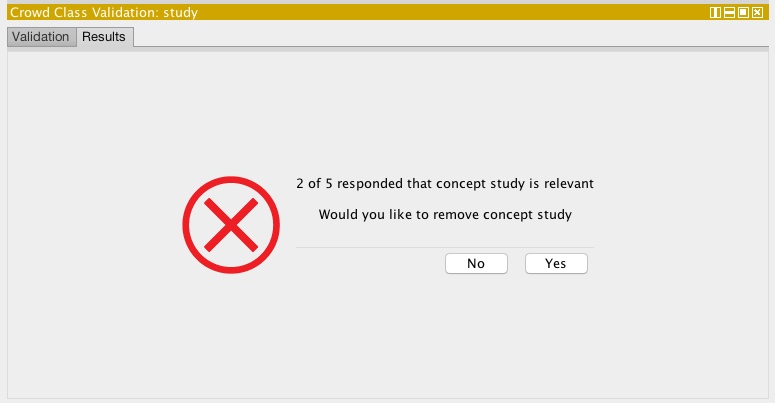 Crowd Class Validation: study
Validation Results
2 of 5 responded that concept study is relevant
Would you like to remove concept study
No Yes